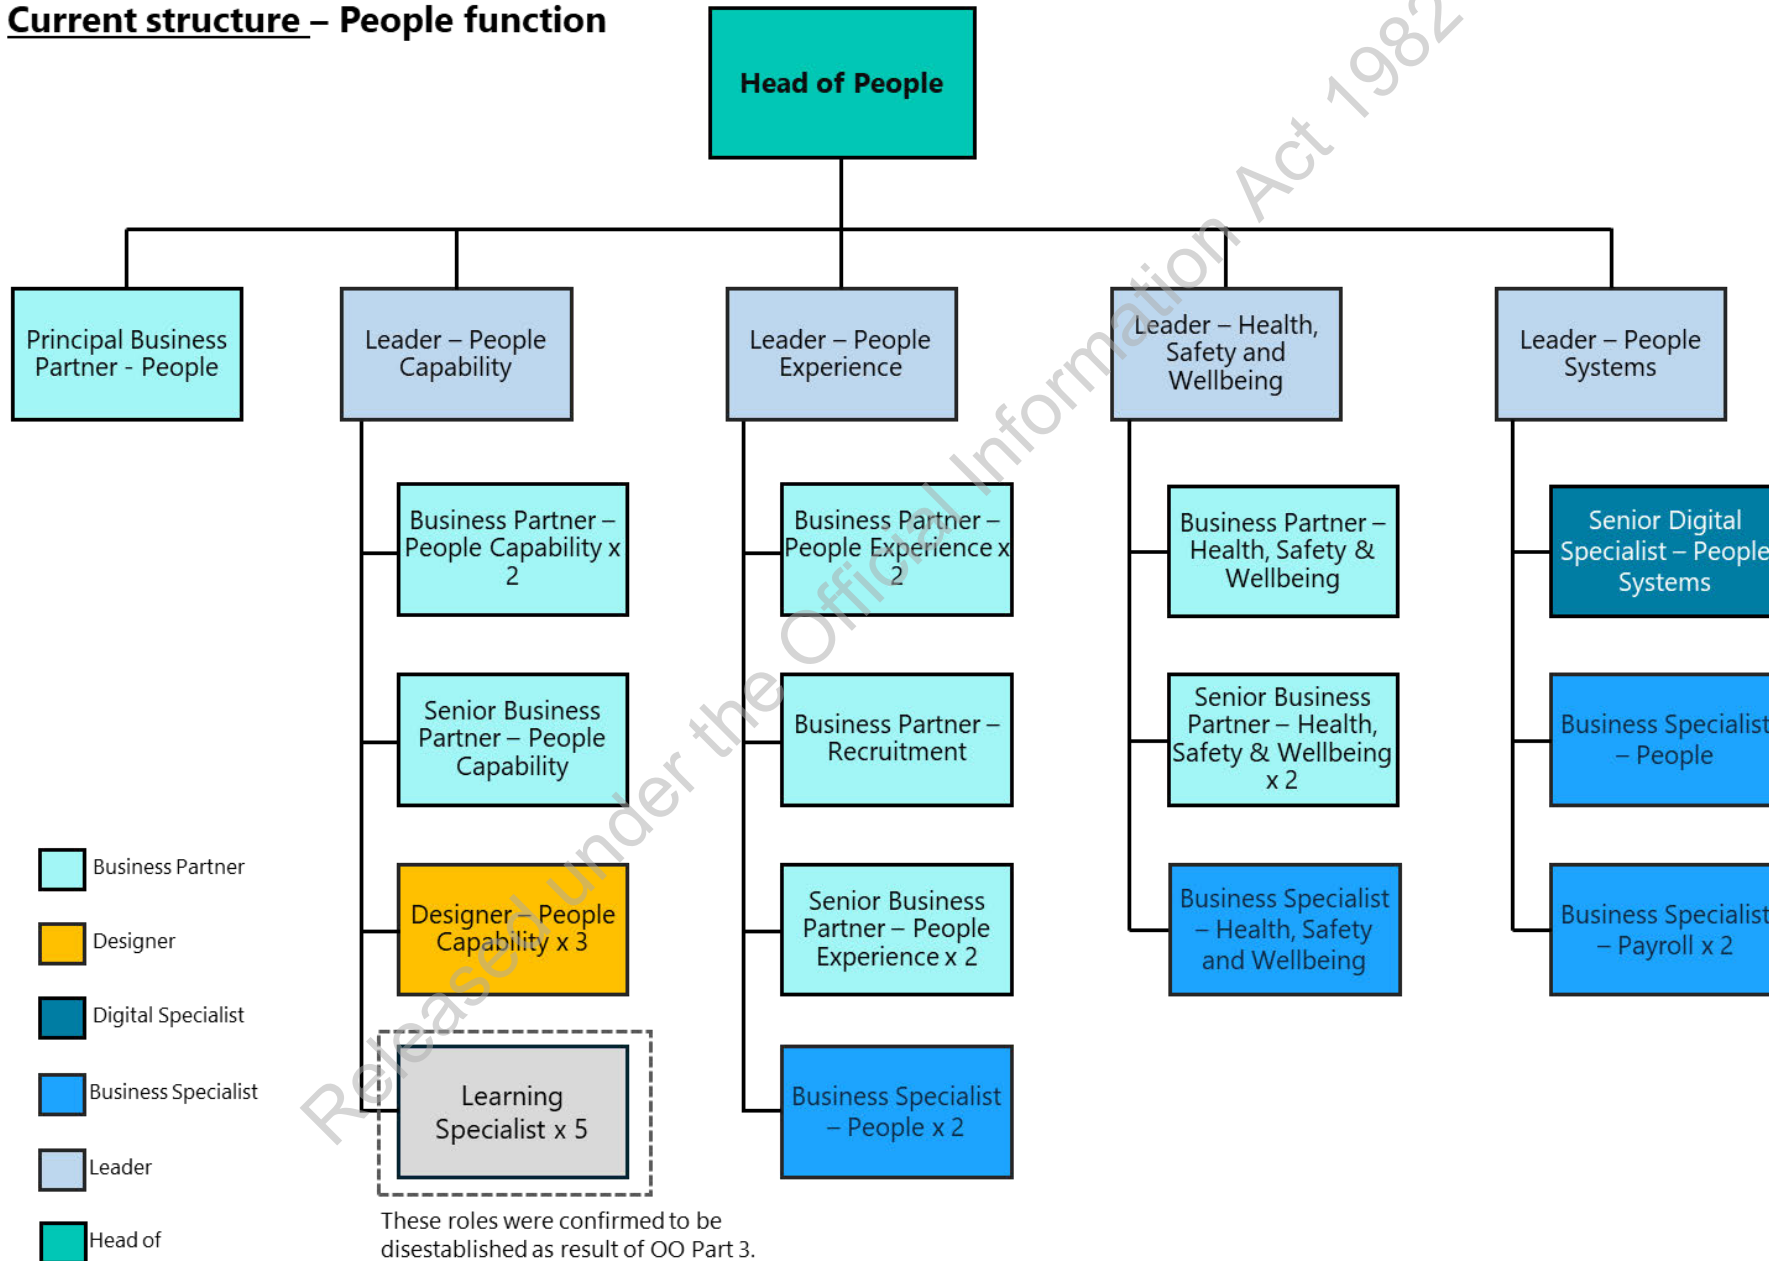 Current structure – People function
Head of People
Principal Business
Partner - People
Leader – People
Capability
Leader – People
Experience
Leader – Health,
Safety and
Wellbeing
Leader – People
Systems
Business Partner –
People Capability x
2
Business Partner –
People Experience x
2
Business Partner –
Health, Safety &
Wellbeing
Senior Digital
Specialist – People
Systems
Senior Business
Partner – People
Capability
Business Partner –
Recruitment
Senior Business
Partner – Health,
Safety & Wellbeing
x 2
Business Specialist
– People
Designer – People
Capability x 3
Senior Business
Partner – People
Experience x 2
Business Specialist
– Health, Safety
and Wellbeing
Business Specialist
– Payroll x 2
Learning
Specialist x 5
Business Specialist
– People x 2
These roles were confirmed to be
disestablished as result of OO Part 3.
Business Partner
Designer
Digital Specialist
Business Specialist
Leader
Head of
Released under the Official Information Act 1982